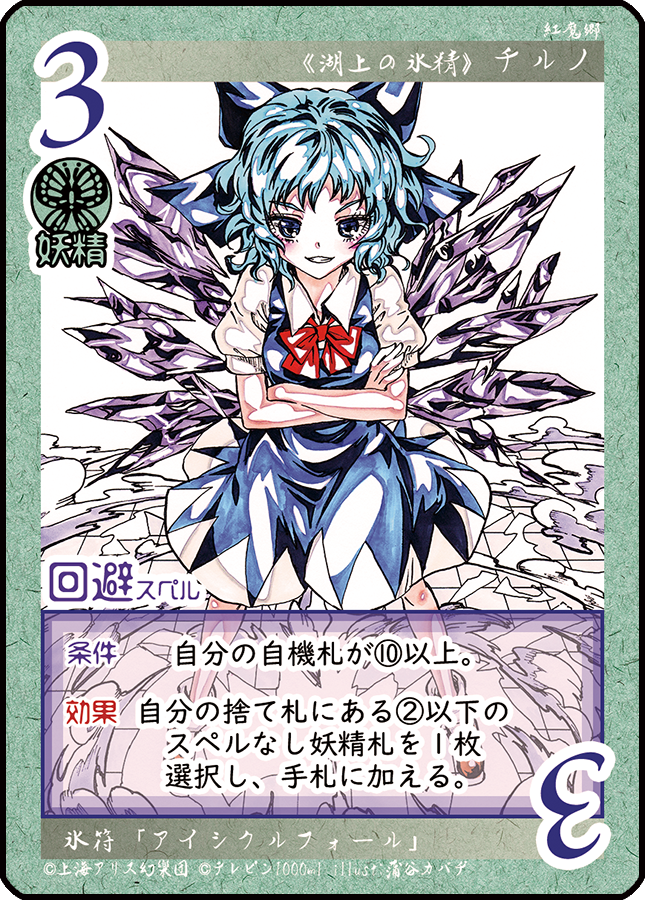 紅魔郷
《湖上の氷精》 チルノ
3
妖精
回避スペル
条件 自分の自機札が⑩以上。
効果 自分の捨て札にある②以下の
スペルなし妖精札を1枚
選択し、手札に加える。
3
氷符「アイシクルフォール」
©上海アリス幻樂団 ©テレピン1000ml illust:蒲谷カバヂ